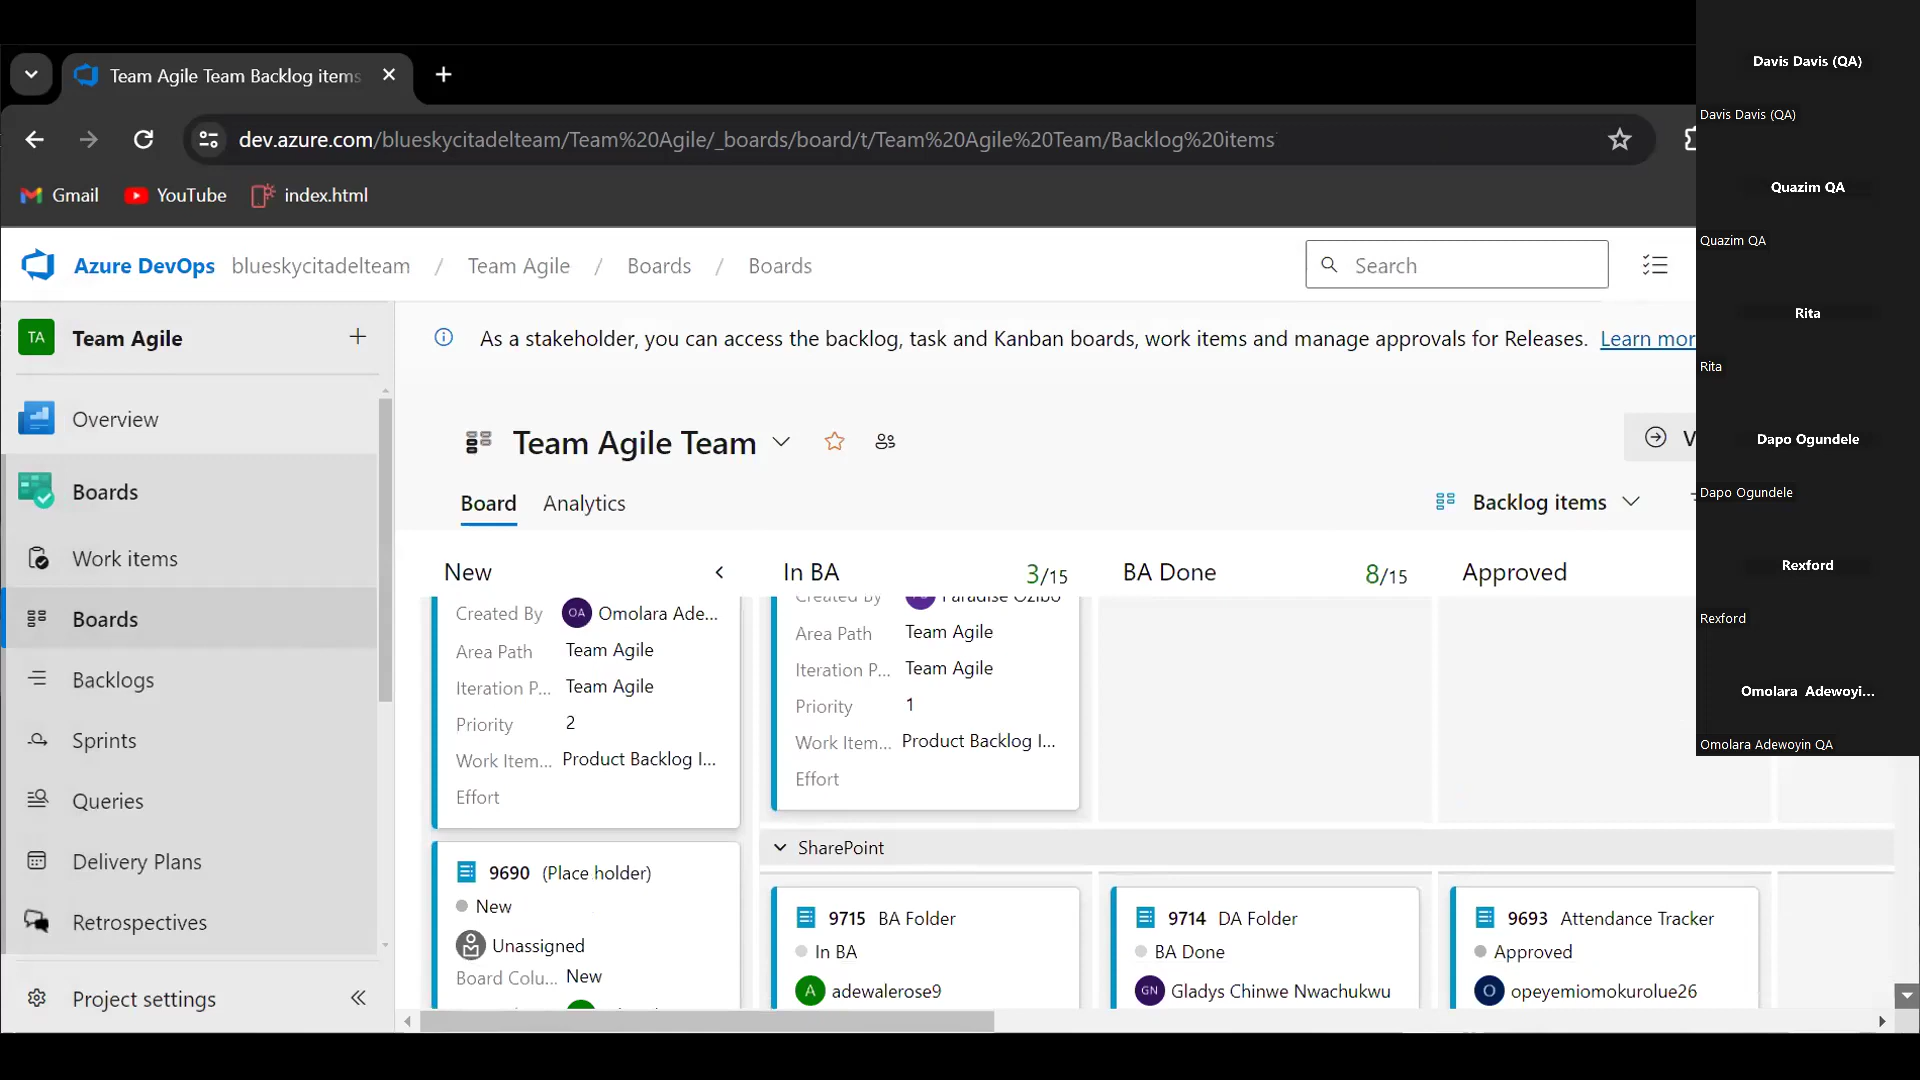 Team Agile Team Backlog items
dev.azure.com/blueskycitadelteam/Team%20Agile/_boards/board/t/Team%20Agile%20Team/Backlog%20items
Gmail
YouTube
index.html
Azure DevOps
blueskycitadelteam / Team Agile / Boards / Boards
Search
TA
Team Agile
Overview
Boards
Work items
Boards
Backlogs
Sprints
Queries
Delivery Plans
Retrospectives
Project settings
As a stakeholder, you can access the backlog, task and Kanban boards, work items and manage approvals for Releases. Learn mor
Team Agile Team
V
Board
Analytics
Backlog items
New
In BA
3/15
BA Done
8/15
Approved
Created By
OA
Omolara Ade...
Area Path
Team Agile
Iteration P...
Team Agile
Priority
2
Work Item...
Product Backlog I...
Effort
9690 (Place holder)
New
Unassigned
Board Colu...
New
Created By
Paradise Ozibo
Area Path
Team Agile
Iteration P...
Team Agile
Priority
1
Work Item...
Product Backlog I...
Effort
SharePoint
9715 BA Folder
In BA
A
adewalerose9
9714 DA Folder
BA Done
GN
Gladys Chinwe Nwachukwu
9693 Attendance Tracker
Approved
O
opeyemiomokurolue26
Davis Davis (QA)
Davis Davis (QA)
Quazim QA
Quazim QA
Rita
Rita
Dapo Ogundele
Dapo Ogundele
Rexford
Rexford
Omolara Adewoyi...
Omolara Adewoyin QA